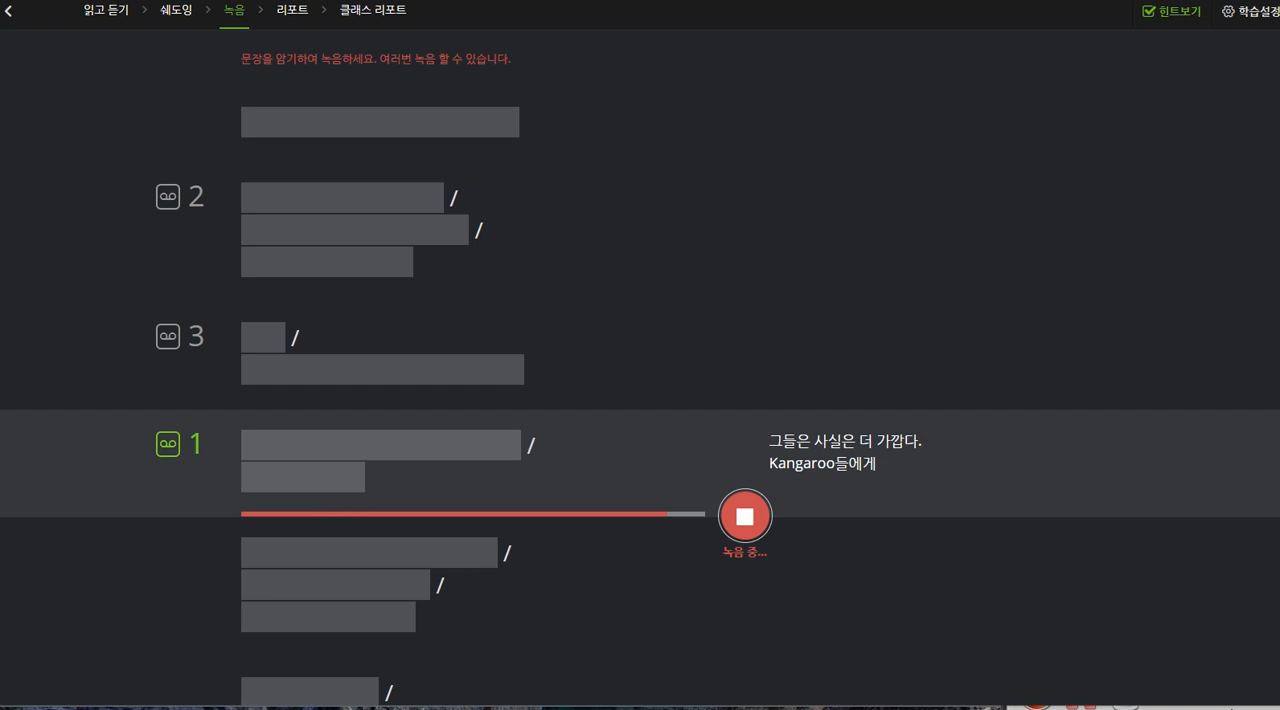 읽고 듣기 > 쉐도잉 > 녹음 > 리포트 > 클래스 리포트 힌트보기 학습설정
문장을 암기하여 녹음하세요. 여러번 녹음 할 수 있습니다.
2 /
/
3 /
1 / 그들은 사실은 더 가깝다.
Kangaroo들에게
녹음 중...
/
/
/